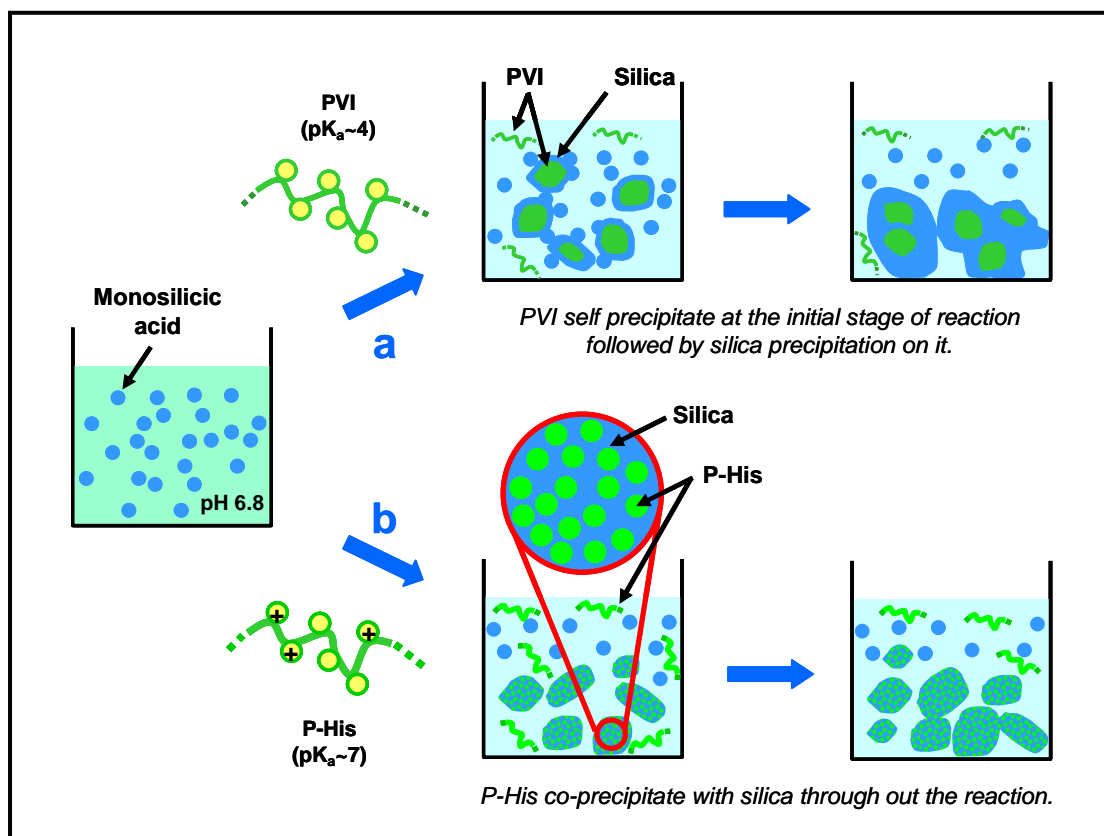 PVI
(pKa~4)
PVI
Silica
Monosilicic
acid
pH 6.8
a
PVI self precipitate at the initial stage of reaction
followed by silica precipitation on it.
b
Silica
P-His
+
+
+
P-His
(pKa~7)
P-His co-precipitate with silica through out the reaction.